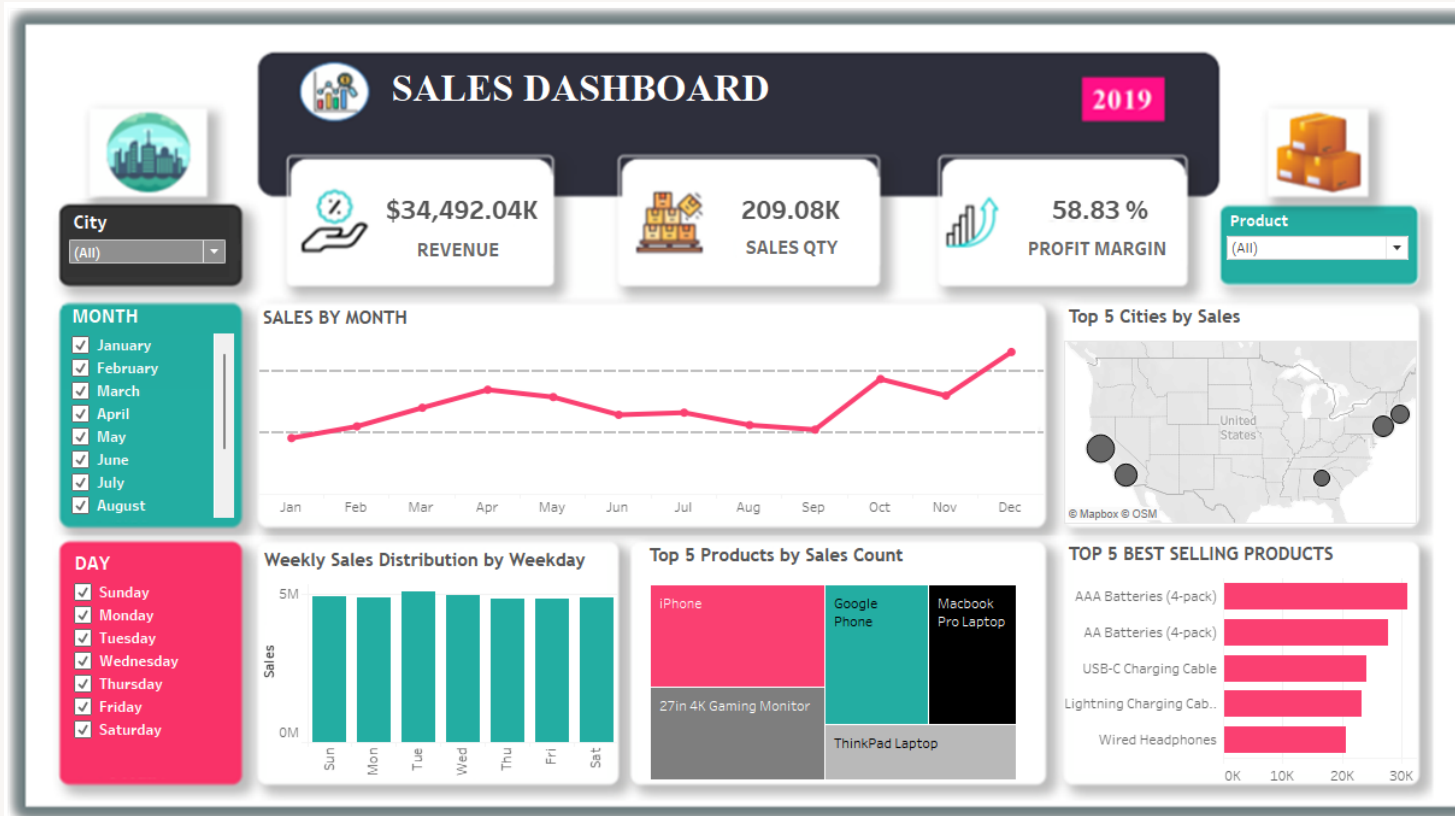 SALES DASHBOARD
2019
City
(All)
$34,492.04K
REVENUE
209.08K
SALES QTY
58.83 %
PROFIT MARGIN
Product
(All)
MONTH
January
February
March
April
May
June
July
August
SALES BY MONTH
Jan
Feb
Mar
Apr
May
Jun
Jul
Aug
Sep
Oct
Nov
Dec
Top 5 Cities by Sales
United
States
© Mapbox © OSM
DAY
Sunday
Monday
Tuesday
Wednesday
Thursday
Friday
Saturday
Weekly Sales Distribution by Weekday
5M
Sales
0M
Sun
Mon
Tue
Wed
Thu
Fri
Sat
Top 5 Products by Sales Count
iPhone
27in 4K Gaming Monitor
Google
Phone
Macbook
Pro Laptop
ThinkPad Laptop
TOP 5 BEST SELLING PRODUCTS
AAA Batteries (4-pack)
AA Batteries (4-pack)
USB-C Charging Cable
Lightning Charging Cab..
Wired Headphones
0K
10K
20K
30K